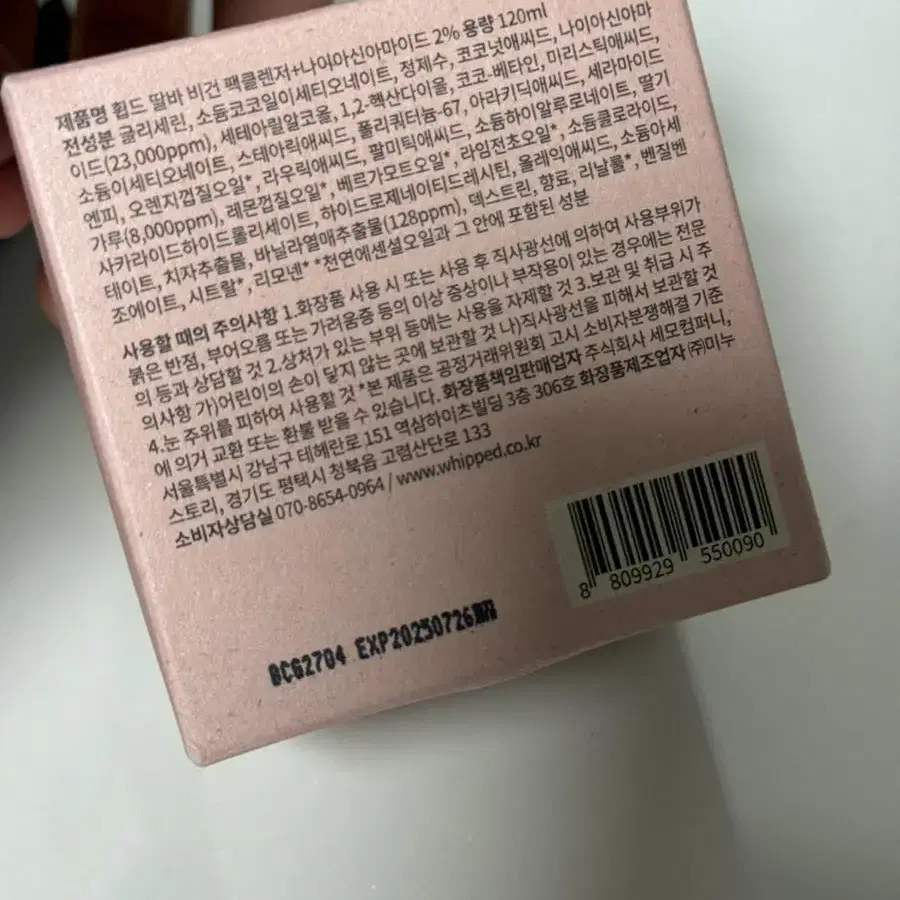 제품명 휩드 딸바 비건 팩클렌저+나이아신아마이드 2% 용량 120ml
전성분 글리세린, 소듐코코일이세티오네이트, 정제수, 코코넛애씨드, 나이아신아마
이드(23,000ppm), 세테아릴알코올, 1,2-핵산다이올, 코코-베타인, 미리스틱애씨드,
소듐이세티오네이트, 스테아릭애씨드, 폴리쿼터늄-67, 아라키딕애씨드, 세라마이드
엔피, 오렌지껍질오일*, 라우릭애씨드, 팔미틱애씨드, 소듐하이알루로네이트, 딸기
가루(8,000ppm), 레몬껍질오일*, 베르가모트오일*, 라임전초오일*, 소듐클로라이드,
사카라이드하이드롤리세이트, 하이드로제네이티드레시틴, 올레익애씨드, 소듐아세
테이트, 치자추출물, 바닐라열매추출물(128ppm), 덱스트린, 향료, 리날룰*, 벤질벤
조에이트, 시트랄*, 리모넨* *천연에센셜오일과 그 안에 포함된 성분
사용할 때의 주의사항 1.화장품 사용 시 또는 사용 후 직사광선에 의하여 사용부위가
붉은 반점, 부어오름 또는 가려움증 등의 이상 증상이나 부작용이 있는 경우에는 전문
의 등과 상담할 것 2.상처가 있는 부위 등에는 사용을 자제할 것 3.보관 및 취급 시 주
의사항 가)어린이의 손이 닿지 않는 곳에 보관할 것 나)직사광선을 피해서 보관할 것
4.눈 주위를 피하여 사용할 것 *본 제품은 공정거래위원회 고시 소비자분쟁해결 기준
에 의거 교환 또는 환불 받을 수 있습니다. 화장품책임판매업자 주식회사 세모컴퍼니,
서울특별시 강남구 테헤란로 151 역삼하이츠빌딩 3층 306호 화장품제조업자 ㈜미누
스토리, 경기도 평택시 청북읍 고렴산단로 133
소비자상담실 070-8654-0964 / www.whipped.co.kr
8 809929 550090
0CG2704 EXP20250726